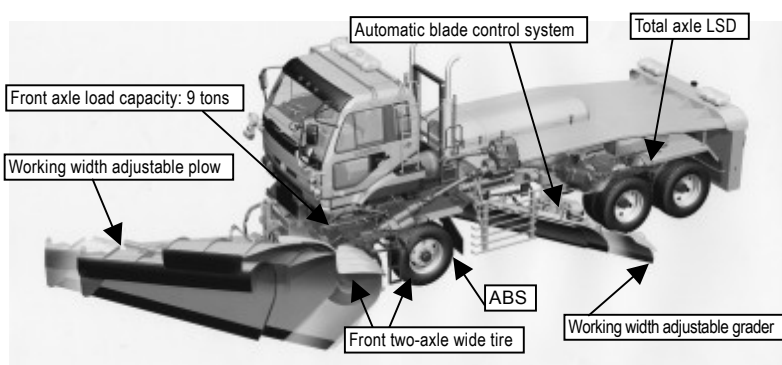 Automatic blade control system
Total axle LSD
Front axle load capacity: 9 tons
Working width adjustable plow
ABS
Front two-axle wide tire
Working width adjustable grader